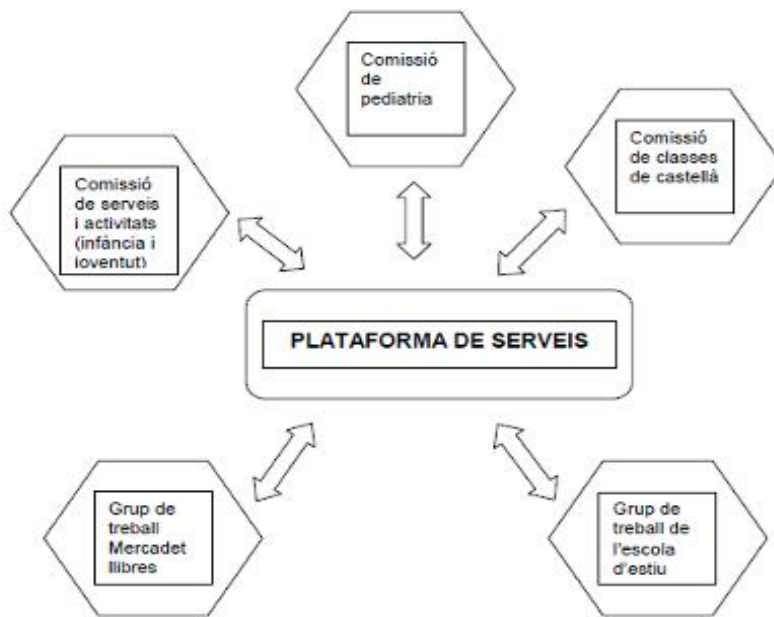 Comissió
de
pediatria
Comissió
de classes
de castellà
Comissió
de serveis
i activitats
(infància i
joventut)
PLATAFORMA DE SERVEIS
Grup de
treball
Mercadet
llibres
Grup de
treball de
l'escola
d'estiu